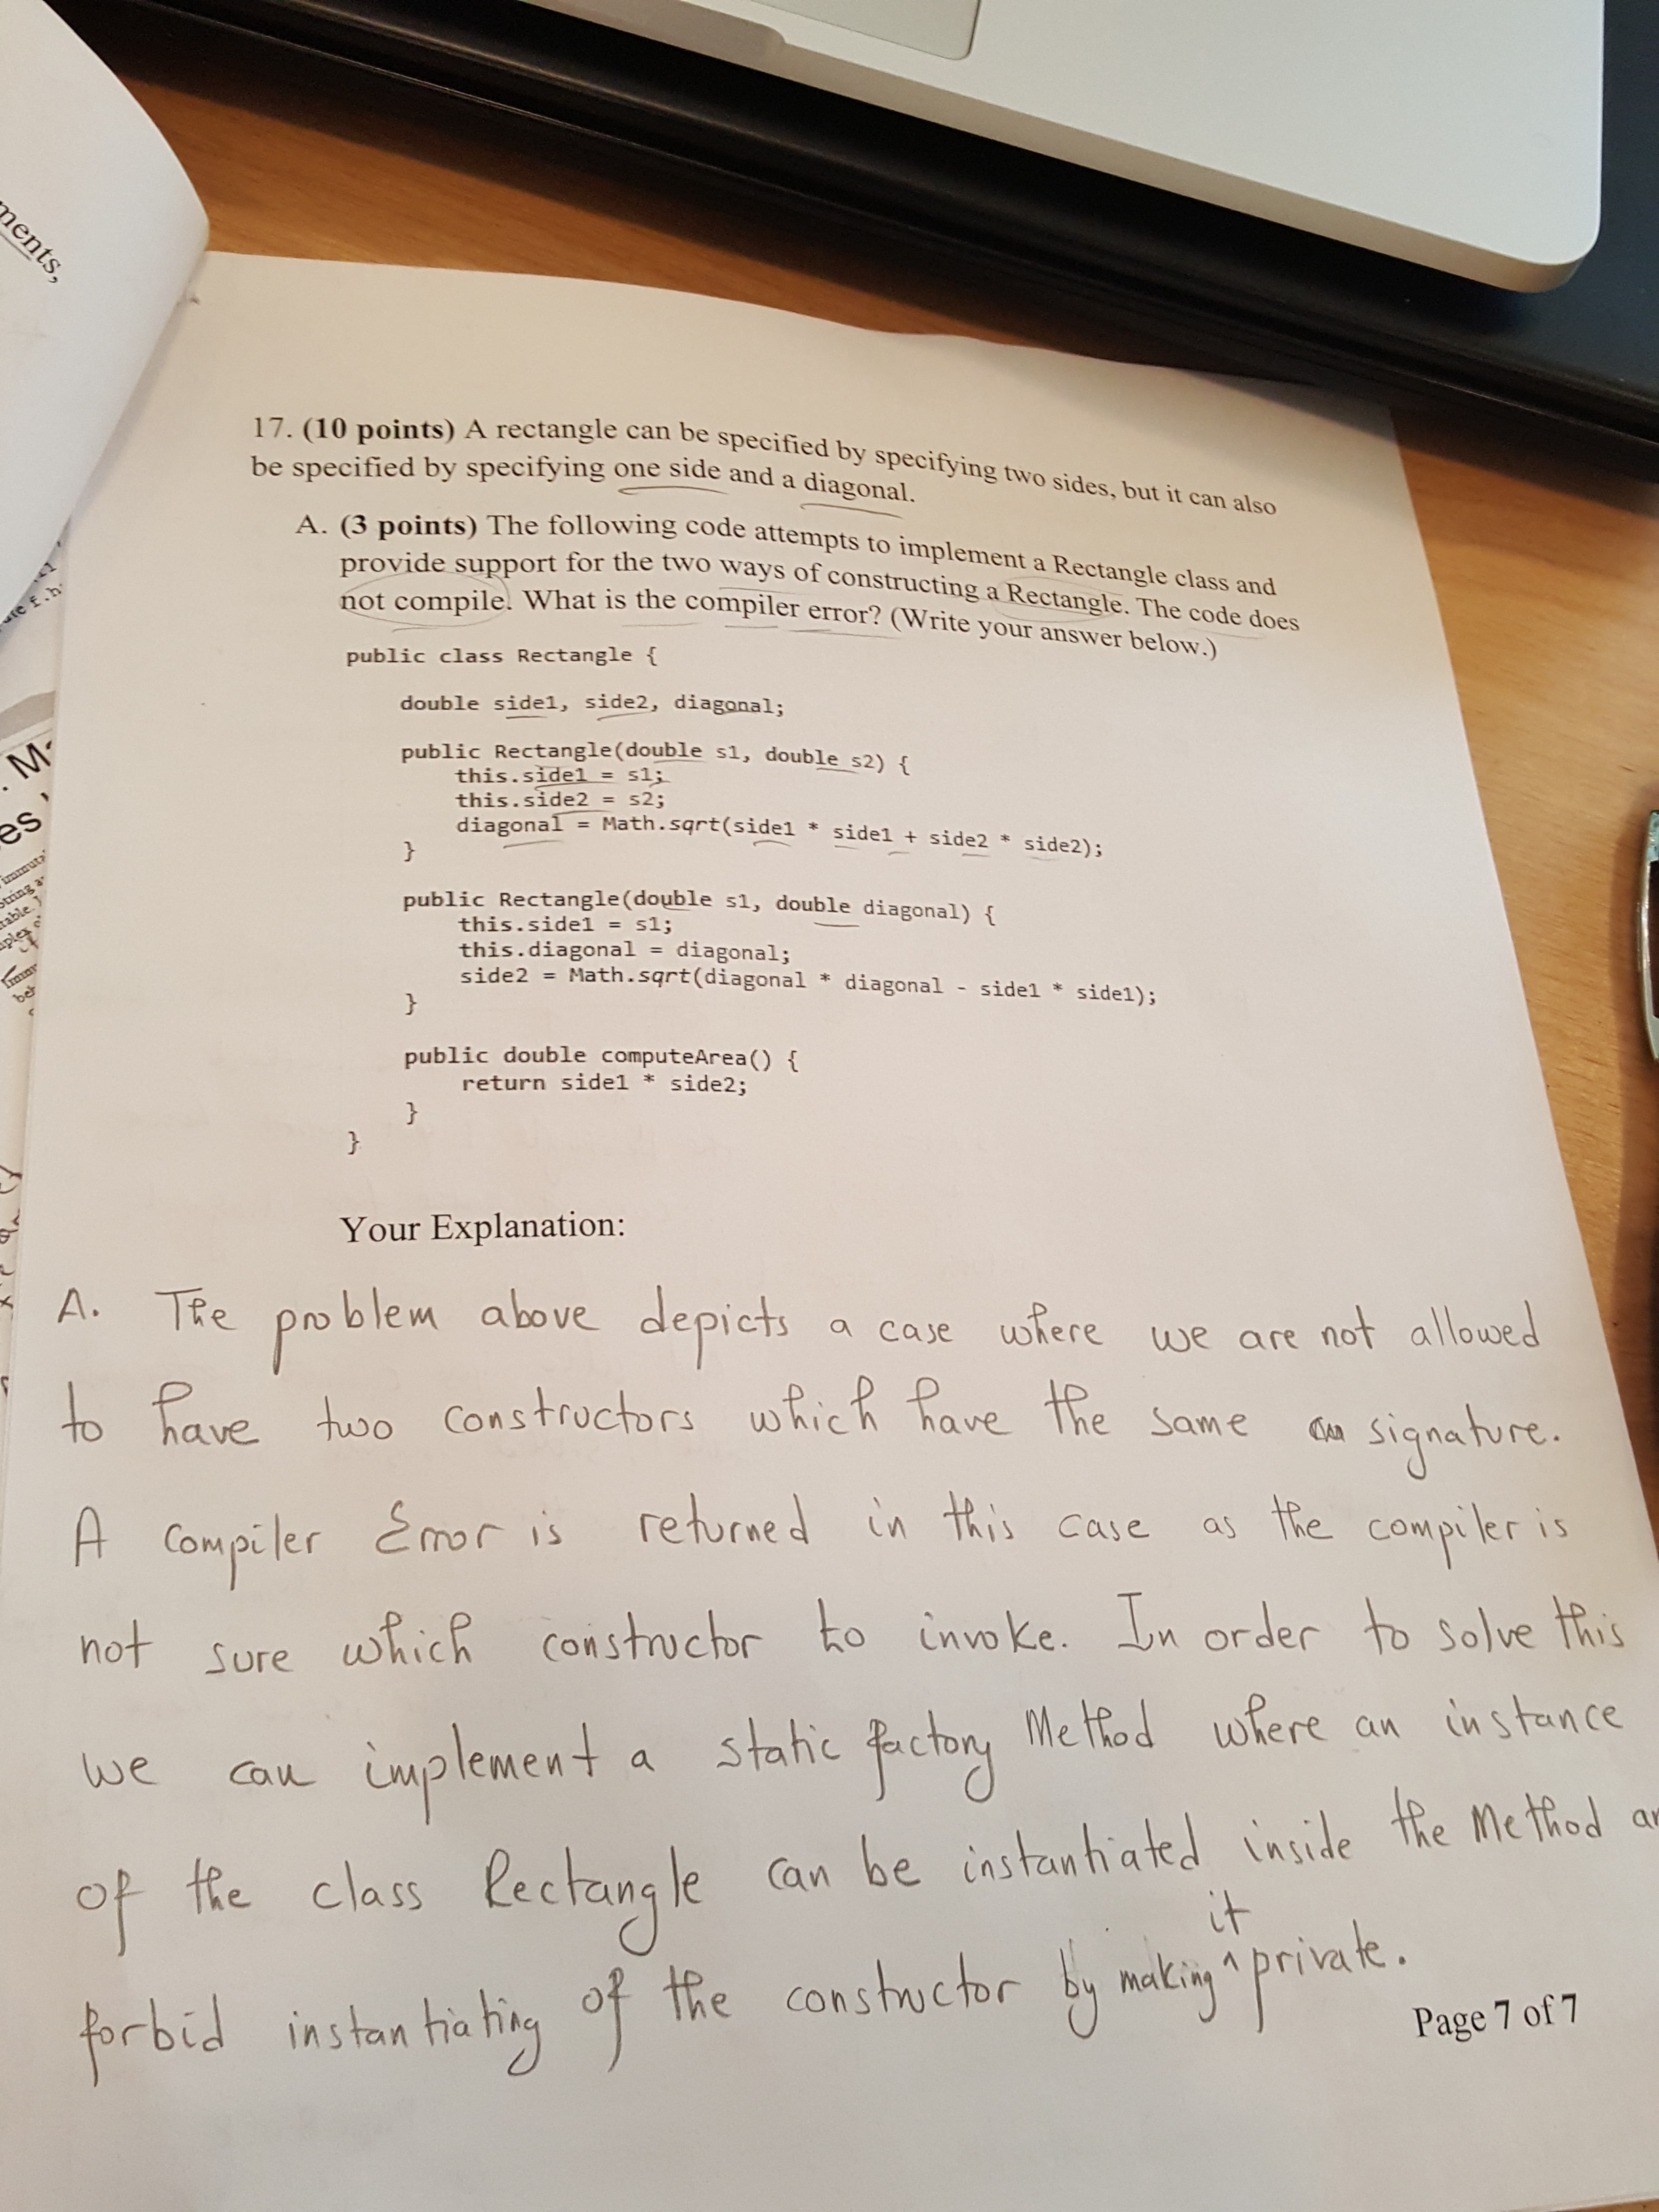 ments,
17. (10 points) A rectangle can be specified by specifying two sides, but it can also
be specified by specifying one side and a diagonal.
A. (3 points) The following code attempts to implement a Rectangle class and
provide support for the two ways of constructing a Rectangle. The code does
not compile. What is the compiler error? (Write your answer below.)
public class Rectangle {
double side1, side2, diagonal;
public Rectangle(double s1, double s2) {
this.side1 = s1;
this.side2 = s2;
diagonal = Math.sqrt(side1 * side1 + side2 * side2);
}
public Rectangle(double s1, double diagonal) {
this.side1 = s1;
this.diagonal = diagonal;
side2 = Math.sqrt(diagonal * diagonal - side1 * side1);
}
public double computeArea() {
return side1 * side2;
}
}
Your Explanation:
A. The problem above depicts a case where we are not allowed
to have two constructors which have the same signature.
A compiler Error is returned in this case as the compiler is
not sure which constructor to invoke. In order to solve this
we can implement a static factory Method where an instance
of the class Rectangle can be instantiated inside the Method an
forbid instantiating of the constructor by making it private.
Page 7 of 7